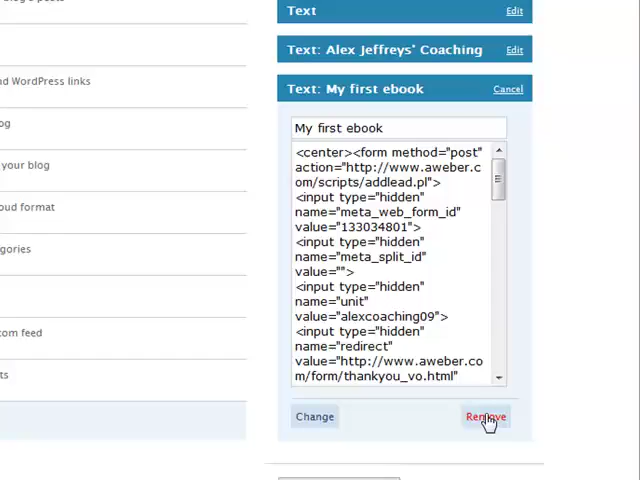 Text Edit
Text: Alex Jeffreys' Coaching Edit
nd WordPress links
Text: My first ebook Cancel
og
My first ebook
<center><form method="post"
your blog
action="http://www.aweber.c
om/scripts/addlead.pl">
<input type="hidden"
oud format
name="meta_web_form_id"
value="133034801">
<input type="hidden"
egories
name="meta_split_id"
value="">
<input type="hidden"
name="unit"
value="alexcoaching09">
<input type="hidden"
com feed
name="redirect"
value="http://www.aweber.co
ts
m/form/thankyou_vo.html"
Change Remove